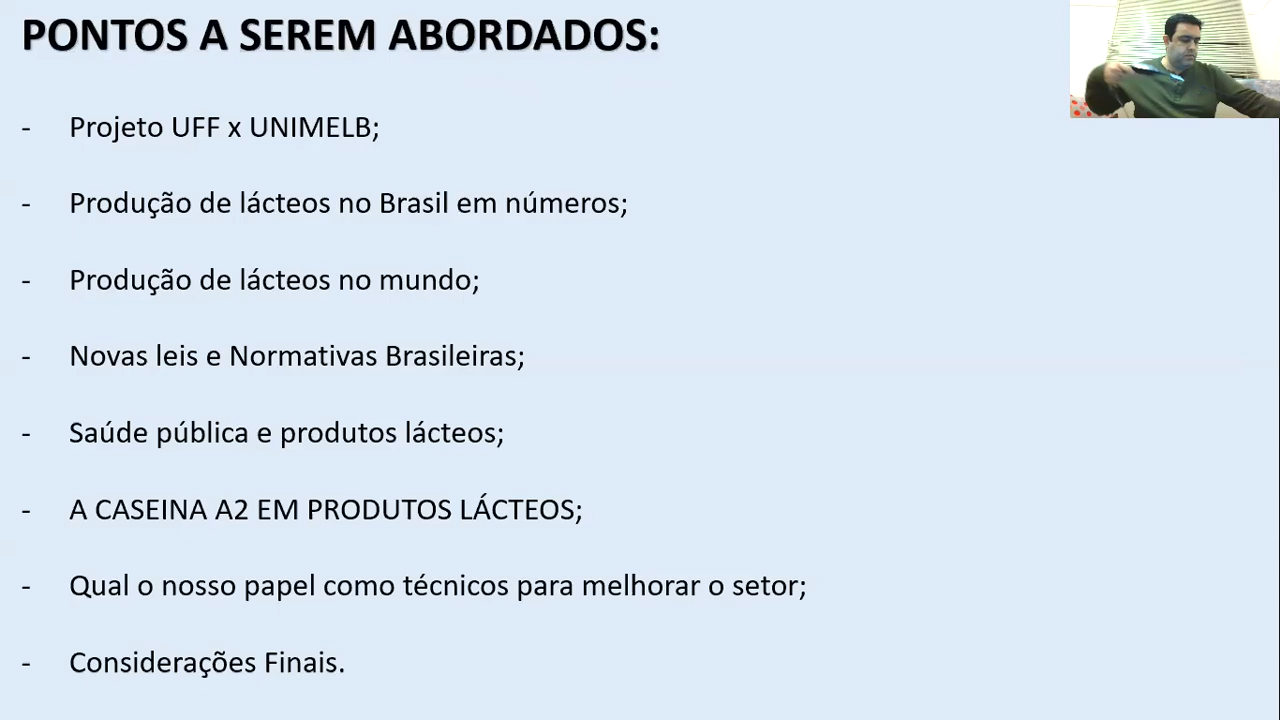 PONTOS A SEREM ABORDADOS:
- Projeto UFF x UNIMELB;
- Produção de lácteos no Brasil em números;
- Produção de lácteos no mundo;
- Novas leis e Normativas Brasileiras;
- Saúde pública e produtos lácteos;
- A CASEINA A2 EM PRODUTOS LÁCTEOS;
- Qual o nosso papel como técnicos para melhorar o setor;
- Considerações Finais.